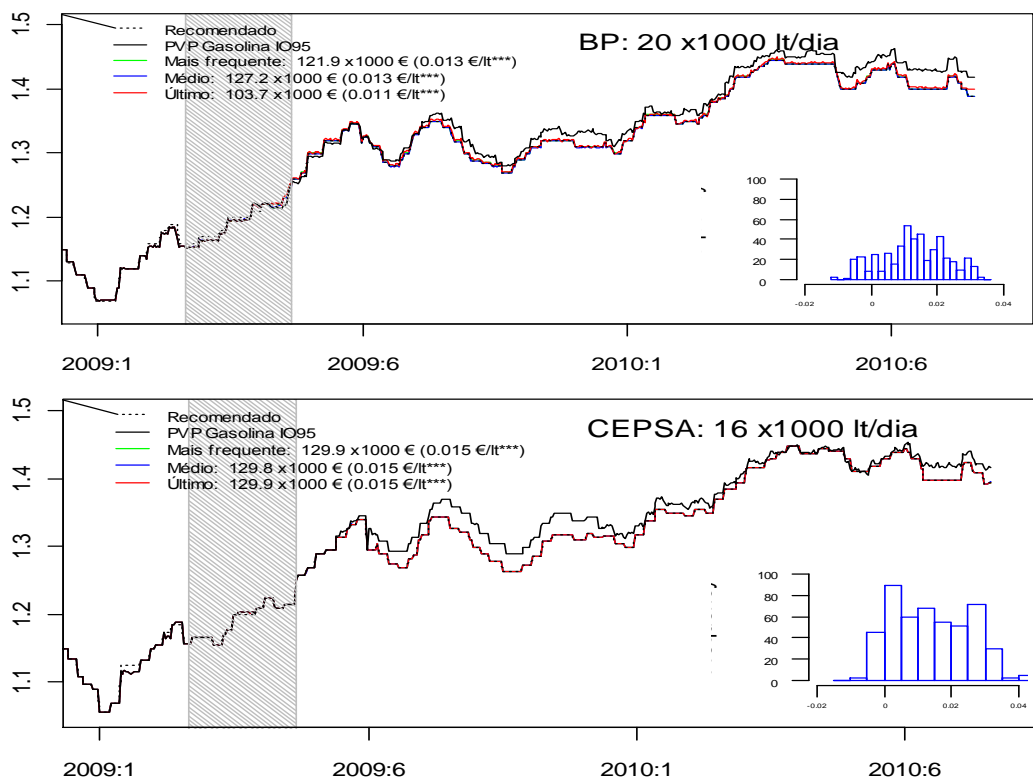 1.5
1.4
1.3
1.2
1.1
Recomendado
PVP Gasolina IO95
Mais frequente: 121.9 x1000 € (0.013 €/lt***)
Médio: 127.2 x1000 € (0.013 €/lt***)
Último: 103.7 x1000 € (0.011 €/lt***)
BP: 20 x1000 lt/dia
100
80
60
40
20
0
-0.02 0 0.02 0.04
2009:1 2009:6 2010:1 2010:6
1.5
1.4
1.3
1.2
1.1
Recomendado
PVP Gasolina IO95
Mais frequente: 129.9 x1000 € (0.015 €/lt***)
Médio: 129.8 x1000 € (0.015 €/lt***)
Último: 129.9 x1000 € (0.015 €/lt***)
CEPSA: 16 x1000 lt/dia
100
80
60
40
20
0
-0.02 0 0.02 0.04
2009:1 2009:6 2010:1 2010:6